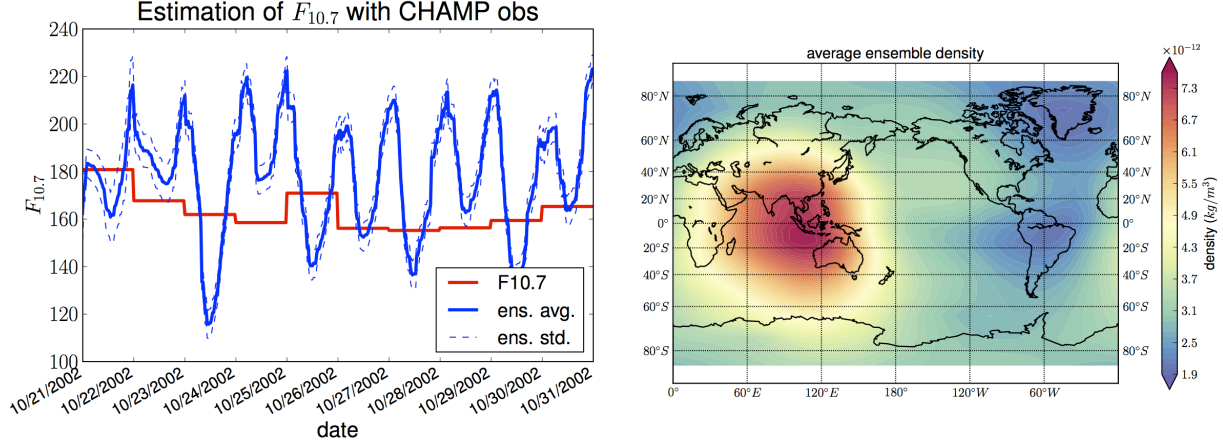 Estimation of F10.7 with CHAMP obs
F10.7
240
220
200
180
160
140
120
100
F10.7
ens. avg.
ens. std.
10/21/2002
10/22/2002
10/23/2002
10/24/2002
10/25/2002
10/26/2002
10/27/2002
10/28/2002
10/29/2002
10/30/2002
10/31/2002
date
average ensemble density
80°N
60°N
40°N
20°N
0°
20°S
40°S
60°S
80°S
80°N
60°N
40°N
20°N
0°
20°S
40°S
60°S
80°S
0°
60°E
120°E
180°
120°W
60°W
×10⁻¹²
7.3
6.7
6.1
5.5
4.9
4.3
3.7
3.1
2.5
1.9
density (kg/m³)